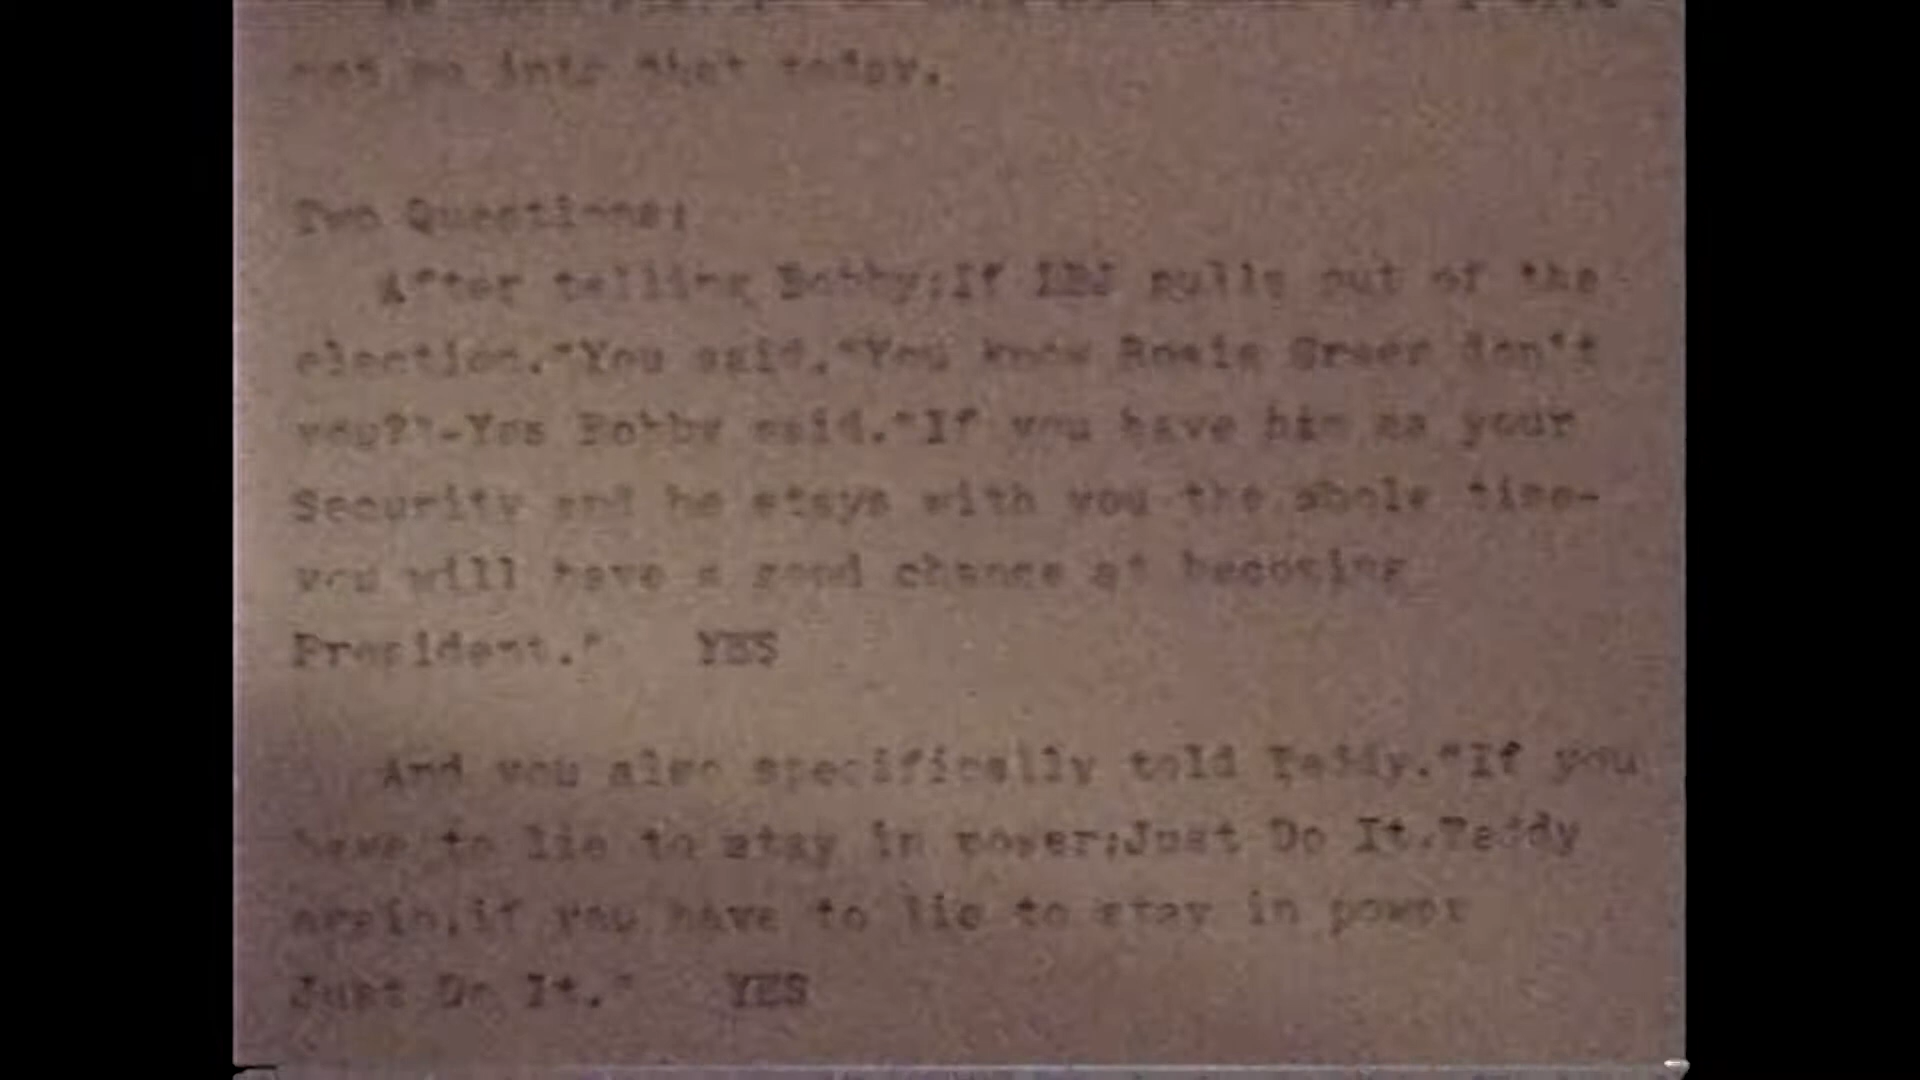 into that today.
Two Questions;
After telling Bobby;If LBJ pulls out of the
election."You said,"You know Rosie Greer don't
you?"-Yes Bobby said."If you have him as your
Security and he stays with you the whole time-
you will have a good chance at becoming
President." YES
And you also specifically told Teddy."If you
have to lie to stay in power;Just Do It.Teddy
again,if you have to lie to stay in power
Just Do It." YES